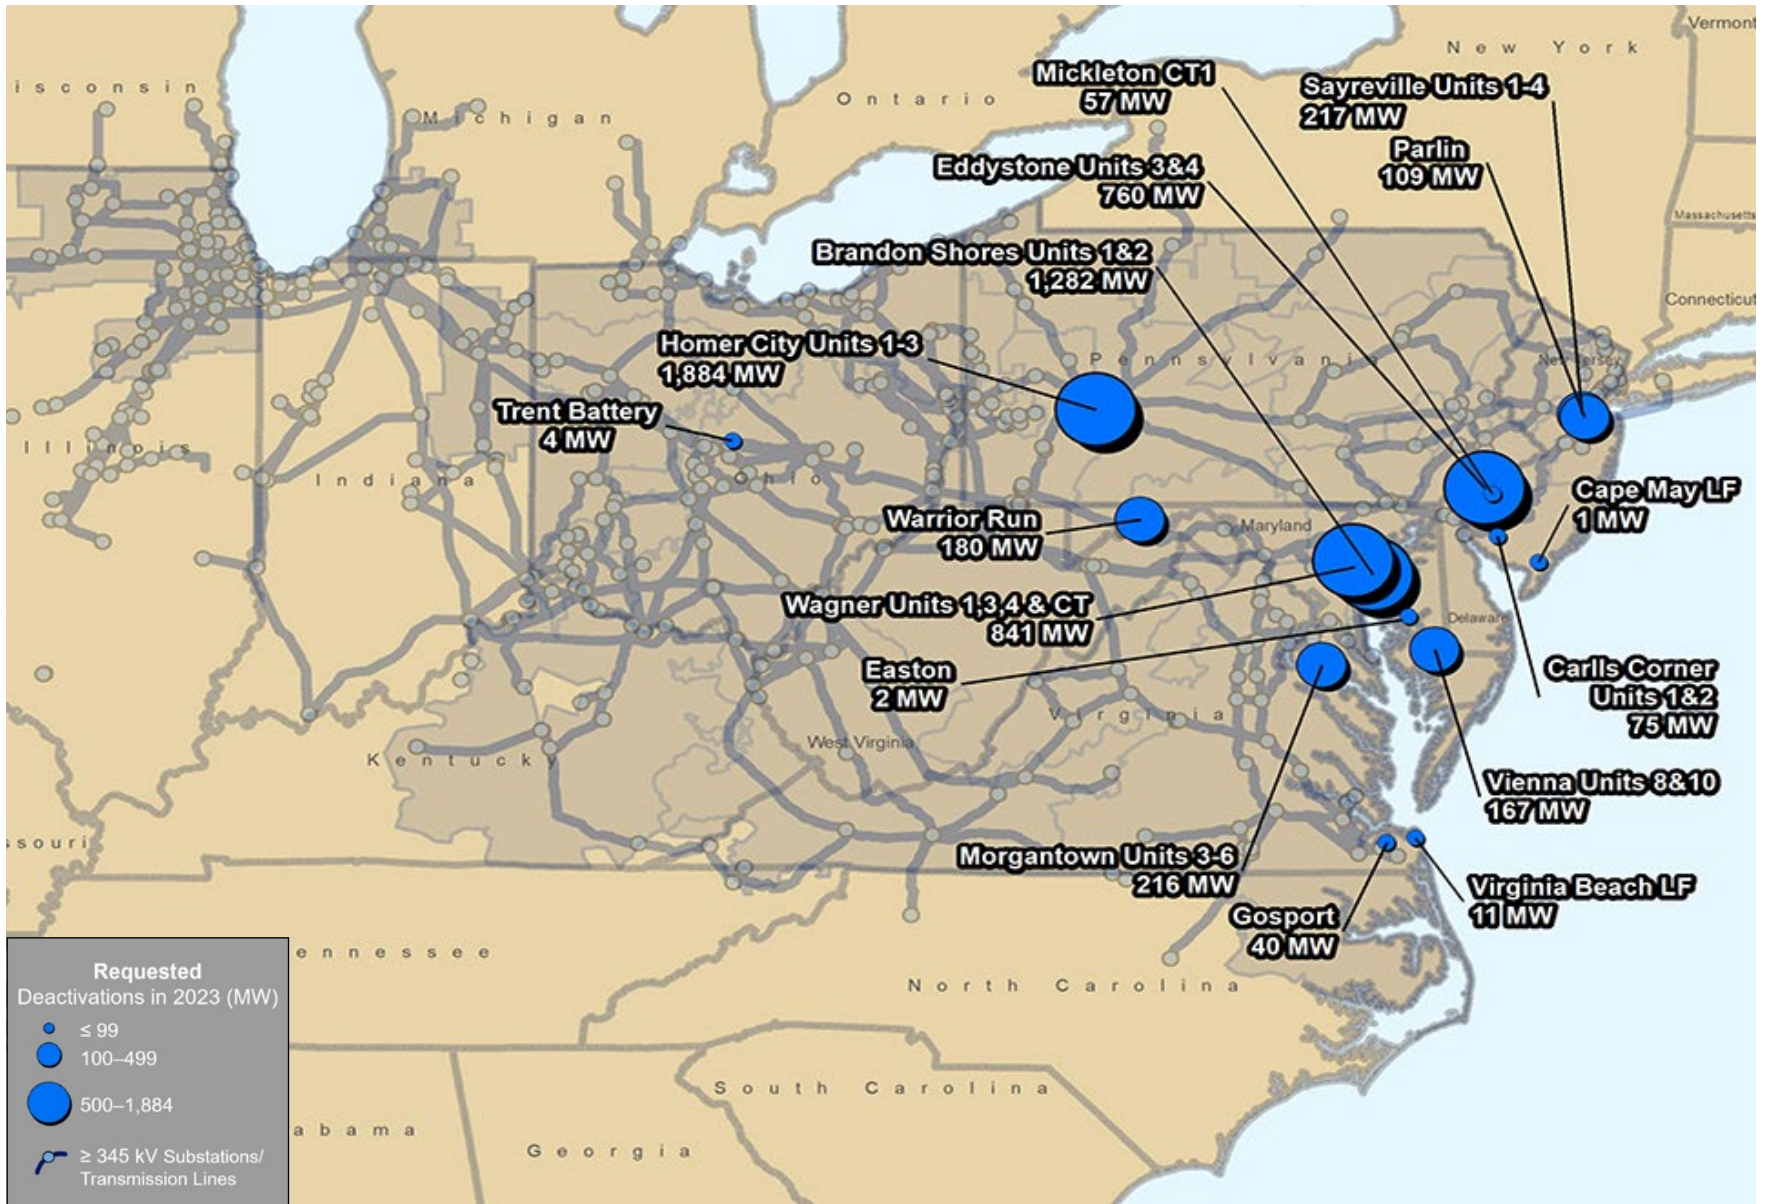 Vermont
New York
isconsin
Mickleton CT1
57 MW
Sayreville Units 1-4
217 MW
Ontario
Michigan
Parlin
109 MW
Eddystone Units 3&4
760 MW
Massachusetts
Brandon Shores Units 1&2
1,282 MW
Connecticut
Homer City Units 1-3
1,884 MW
Pennsylvania
New Jersey
Trent Battery
4 MW
Illinois
Indiana
Ohio
Cape May LF
1 MW
Warrior Run
180 MW
Maryland
Wagner Units 1,3,4 & CT
841 MW
Delaware
Easton
2 MW
Carlls Corner
Units 1&2
75 MW
Virginia
West Virginia
Kentucky
Vienna Units 8&10
167 MW
ssouri
Morgantown Units 3-6
216 MW
Virginia Beach LF
11 MW
Gosport
40 MW
ennessee
North Carolina
South Carolina
abama
Georgia
Requested
Deactivations in 2023 (MW)
≤ 99
100–499
500–1,884
≥ 345 kV Substations/
Transmission Lines